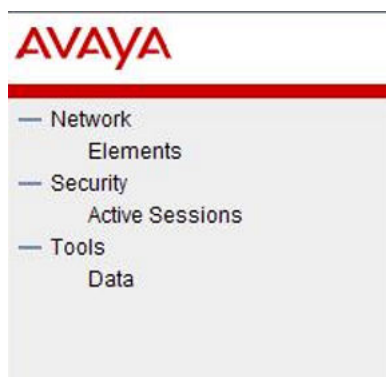 AVAYA
Network
Elements
Security
Active Sessions
Tools
Data